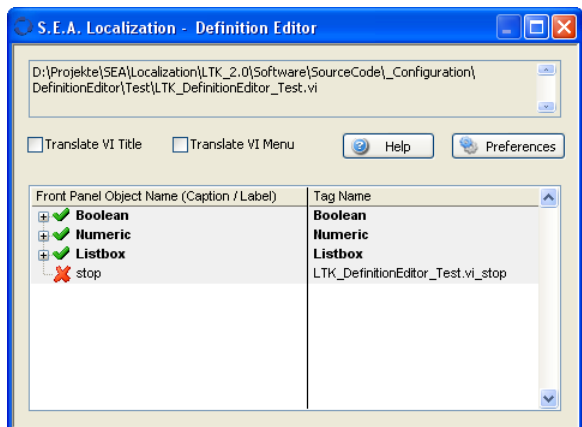 S.E.A. Localization - Definition Editor
D:\Projekte\SEA\Localization\LTK_2.0\Software\SourceCode\_Configuration\
DefinitionEditor\Test\LTK_DefinitionEditor_Test.vi
Translate VI Title Translate VI Menu Help Preferences
Front Panel Object Name (Caption / Label) Tag Name
Boolean Boolean
Numeric Numeric
Listbox Listbox
stop LTK_DefinitionEditor_Test.vi_stop